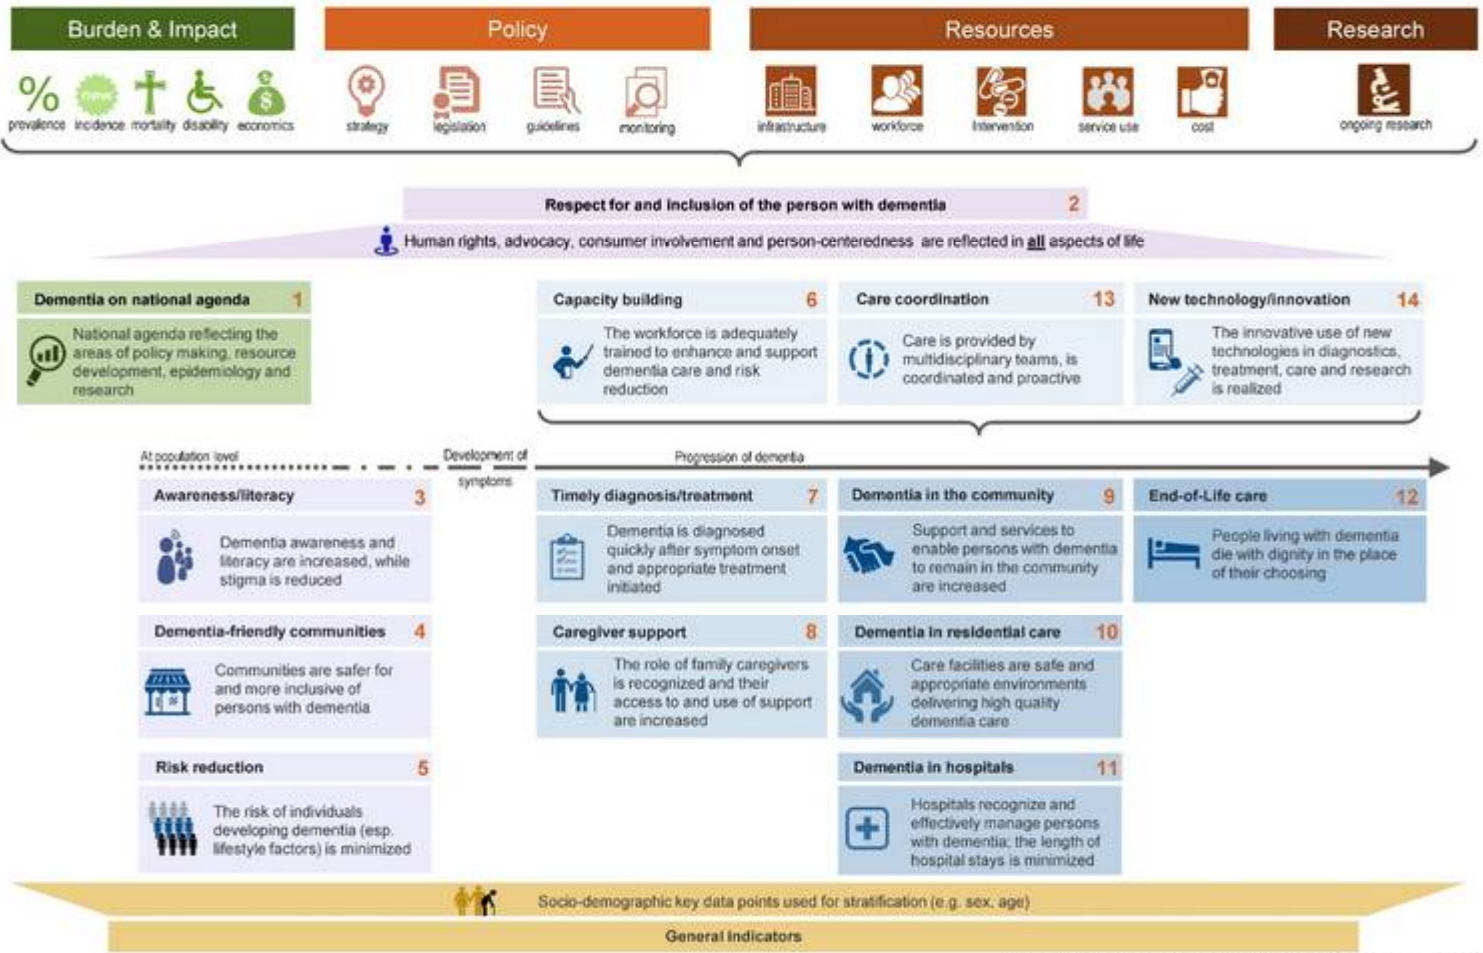 Burden & Impact
Policy
Resources
Research
new
prevalence incidence mortality disability economics
strategy
legislation
guidelines
monitoring
infrastructure
workforce
Intervention
service use
cost
ongoing research
Respect for and inclusion of the person with dementia 2
Human rights, advocacy, consumer involvement and person-centeredness are reflected in all aspects of life
Dementia on national agenda 1
National agenda reflecting the
areas of policy making, resource
development, epidemiology and
research
Capacity building 6
The workforce is adequately
trained to enhance and support
dementia care and risk
reduction
Care coordination 13
Care is provided by
multidisciplinary teams, is
coordinated and proactive
New technology/innovation 14
The innovative use of new
technologies in diagnostics,
treatment, care and research
is realized
At population level
Development of
symptoms
Progression of dementia
Awareness/literacy 3
Dementia awareness and
literacy are increased, while
stigma is reduced
Timely diagnosis/treatment 7
Dementia is diagnosed
quickly after symptom onset
and appropriate treatment
initiated
Dementia in the community 9
Support and services to
enable persons with dementia
to remain in the community
are increased
End-of-Life care 12
People living with dementia
die with dignity in the place
of their choosing
Dementia-friendly communities 4
Communities are safer for
and more inclusive of
persons with dementia
Caregiver support 8
The role of family caregivers
is recognized and their
access to and use of support
are increased
Dementia in residential care 10
Care facilities are safe and
appropriate environments
delivering high quality
dementia care
Risk reduction 5
The risk of individuals
developing dementia (esp.
lifestyle factors) is minimized
Dementia in hospitals 11
Hospitals recognize and
effectively manage persons
with dementia; the length of
hospital stays is minimized
Socio-demographic key data points used for stratification (e.g. sex, age)
General indicators